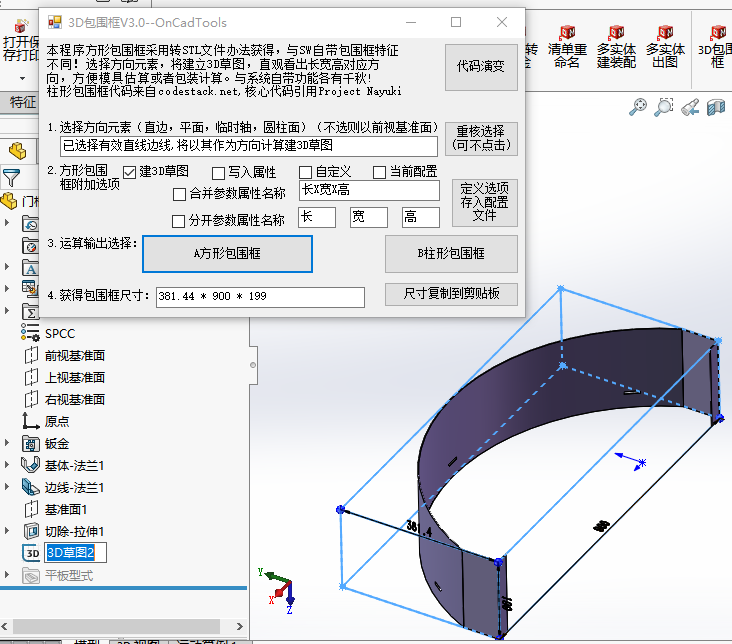 3D包围框V3.0--OnCadTools
本程序方形包围框采用转STL文件办法获得，与SW自带包围框特征
不同！选择方向元素，将建立3D草图，直观看出长宽高对应方
向，方便模具估算或者包装计算。与系统自带功能各有千秋!
柱形包围框代码来自codestack.net,核心代码引用Project Nayuki
代码演变
1.选择方向元素（直边，平面，临时轴，圆柱面）（不选则以前视基准面）
已选择有效直线边线,将以其作为方向计算建3D草图
重核选择
(可不点击)
2.方形包围
框附加选项
建3D草图
写入属性
自定义
当前配置
合并参数属性名称
长X宽X高
分开参数属性名称
长
宽
高
定义选项
存入配置
文件
3.运算输出选择:
A方形包围框
B柱形包围框
4.获得包围框尺寸:
381.44 * 900 * 199
尺寸复制到剪贴板
打开保
存打印
特征
转
金
清单重
命名
多实体
建装配
多实体
出图
3D包围
框
门板
SPCC
前视基准面
上视基准面
右视基准面
原点
钣金
基体-法兰1
边线-法兰1
基准面1
切除-拉伸1
3D草图2
平板型式
381.4
900
199
Y
X
Z
模型
3D视图
运动算例1